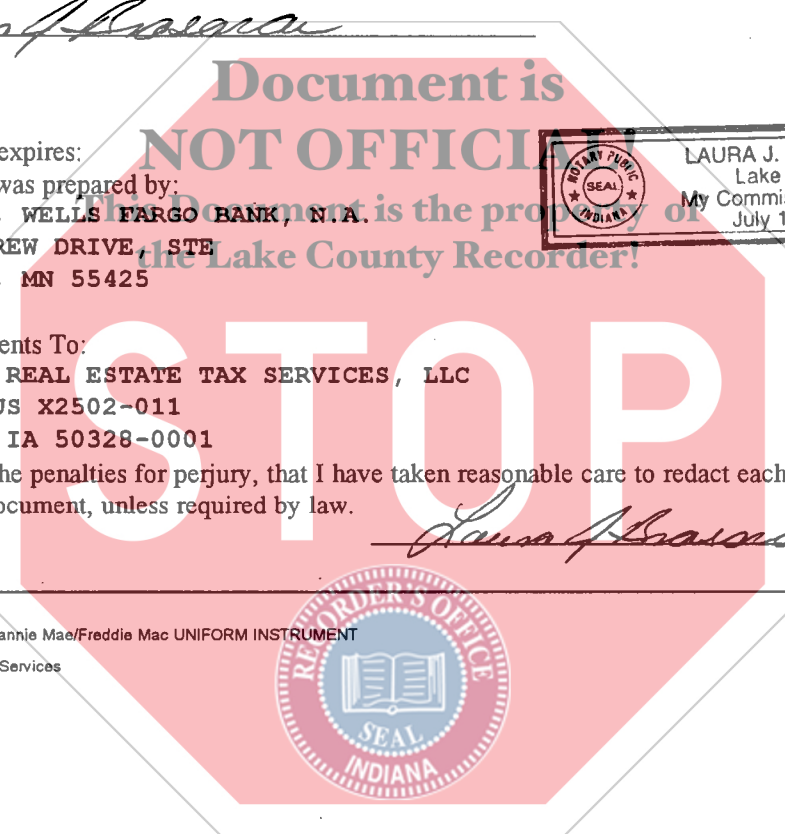 Document is
NOT OFFICIAL!
expires:
was prepared by:
This Document is the property of
WELLS FARGO BANK, N.A.
REW DRIVE, STE
the Lake County Recorder!
MN 55425
LAURA J.
Lake
My Commis
July 1
NOTARY PUBLIC
SEAL
INDIANA
STOP
ents To:
REAL ESTATE TAX SERVICES, LLC
US X2502-011
IA 50328-0001
he penalties for perjury, that I have taken reasonable care to redact each
ocument, unless required by law.
Laura J
annie Mae/Freddie Mac UNIFORM INSTRUMENT
Services
RECORDER'S OFFICE
SEAL
INDIANA